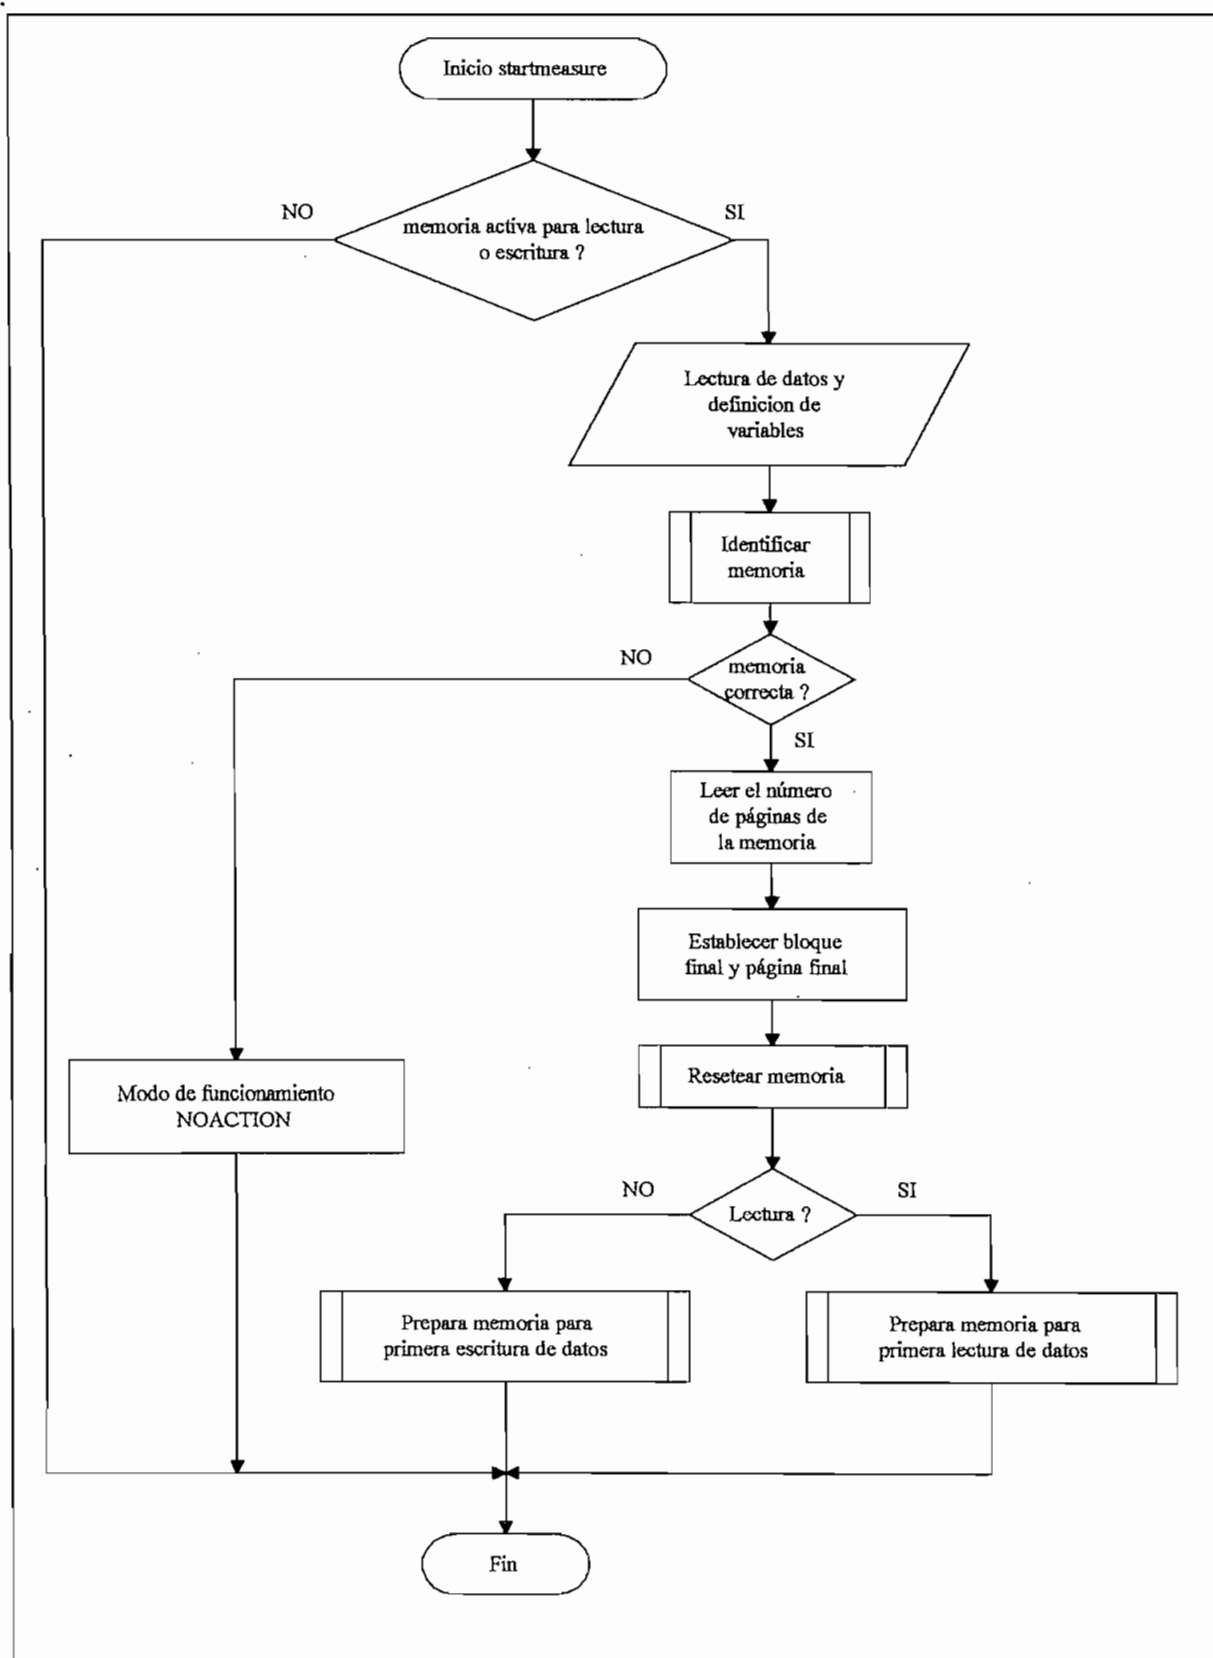 Inicio startmeasure
NO
SI
memoria activa para lectura
o escritura ?
Lectura de datos y
definicion de
variables
Identificar
memoria
NO
memoria
correcta ?
SI
Leer el número
de páginas de
la memoria
Establecer bloque
final y página final
Resetear memoria
Modo de funcionamiento
NOACTION
NO
SI
Lectura ?
Prepara memoria para
primera escritura de datos
Prepara memoria para
primera lectura de datos
Fin